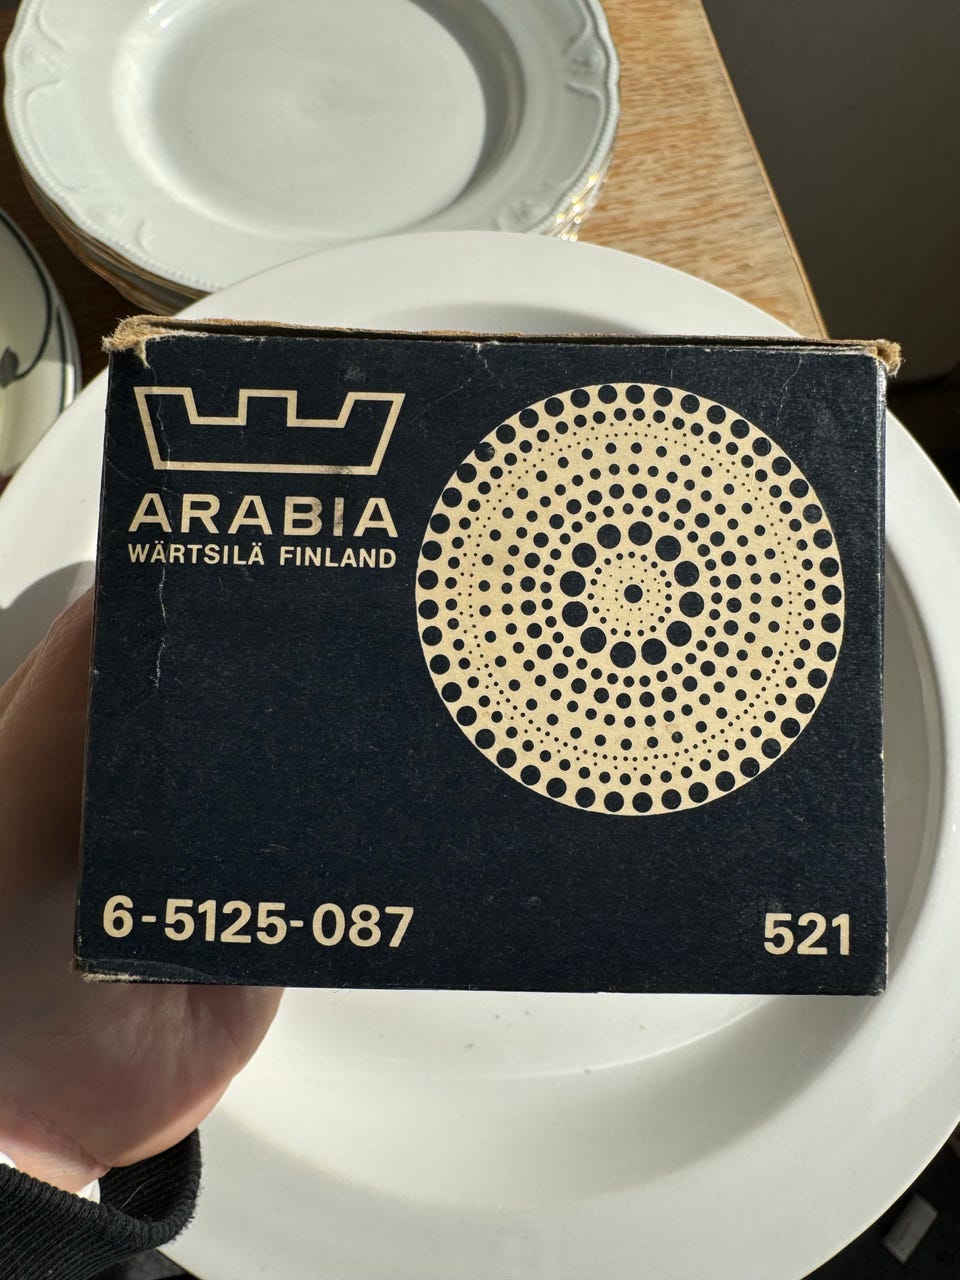 ARABIA
WÄRTSILÄ FINLAND
6-5125-087
521